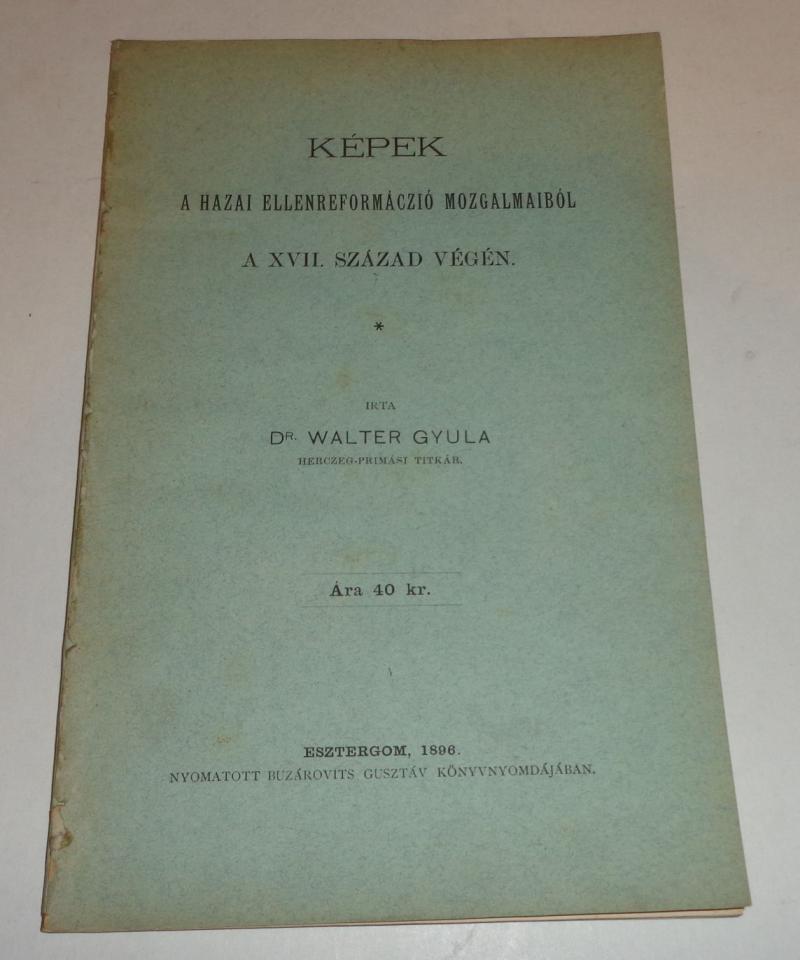 KÉPEK
A HAZAI ELLENREFORMÁCZIÓ MOZGALMAIBÓL
A XVII. SZÁZAD VÉGÉN.
*
IRTA
DR. WALTER GYULA
HERCZEG-PRIMÁSI TITKÁR.
Ára 40 kr.
ESZTERGOM, 1896.
NYOMATOTT BUZÁROVITS GUSZTÁV KÖNYVNYOMDÁJÁBAN.